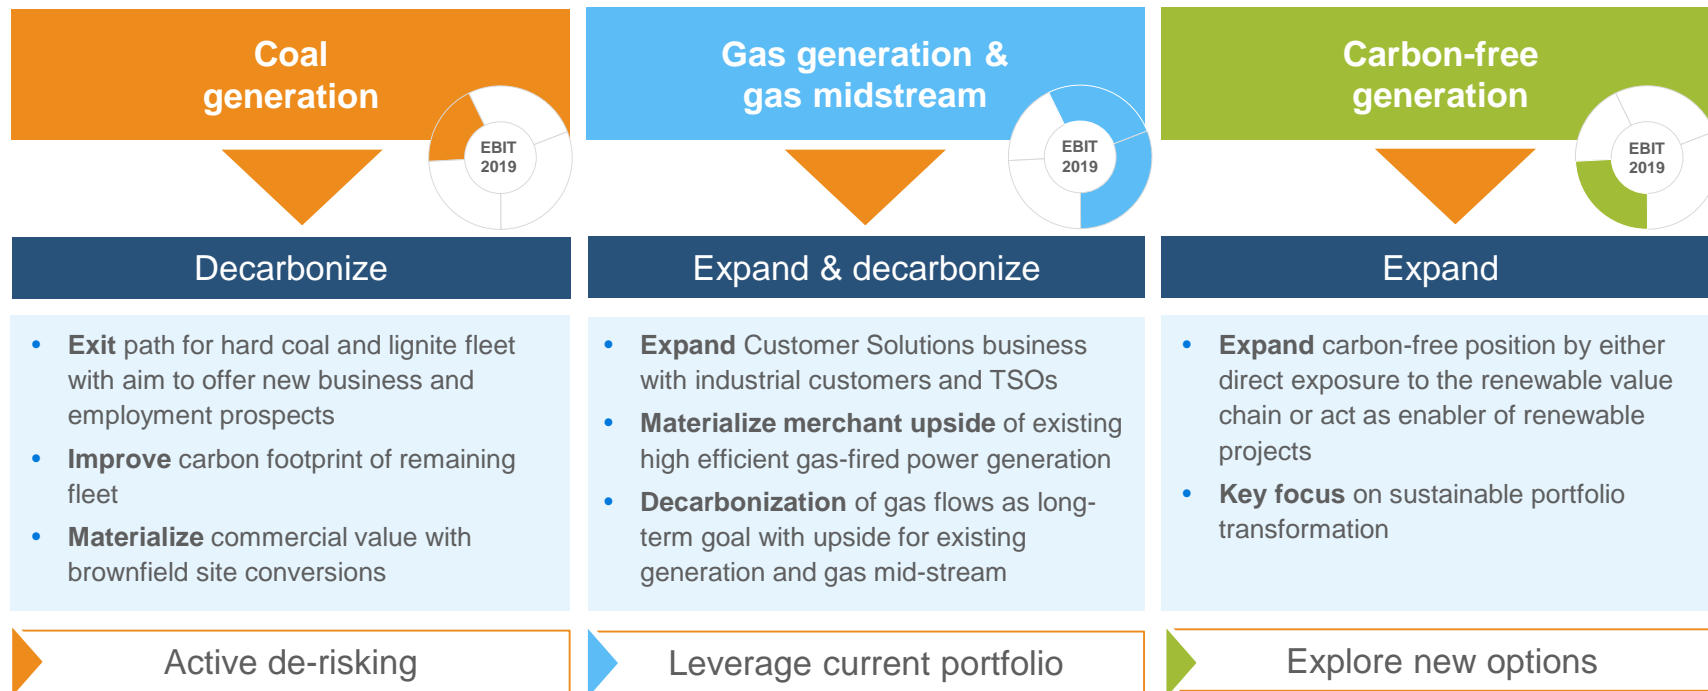 Coal
generation
EBIT
2019
Decarbonize
• Exit path for hard coal and lignite fleet
with aim to offer new business and
employment prospects
• Improve carbon footprint of remaining
fleet
• Materialize commercial value with
brownfield site conversions
Active de-risking
Gas generation &
gas midstream
EBIT
2019
Expand & decarbonize
• Expand Customer Solutions business
with industrial customers and TSOs
• Materialize merchant upside of existing
high efficient gas-fired power generation
• Decarbonization of gas flows as long-
term goal with upside for existing
generation and gas mid-stream
Leverage current portfolio
Carbon-free
generation
EBIT
2019
Expand
• Expand carbon-free position by either
direct exposure to the renewable value
chain or act as enabler of renewable
projects
• Key focus on sustainable portfolio
transformation
Explore new options